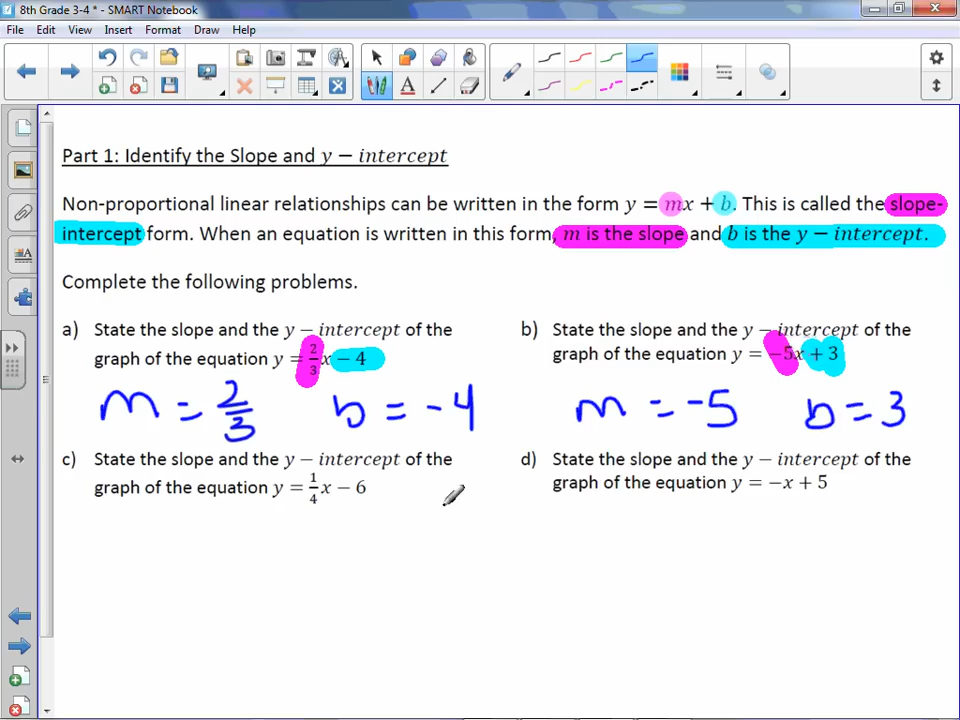 8th Grade 3-4 * - SMART Notebook
File Edit View Insert Format Draw Help
Part 1: Identify the Slope and y − intercept
Non-proportional linear relationships can be written in the form y = mx + b. This is called the slope-
intercept form. When an equation is written in this form, m is the slope and b is the y − intercept.
Complete the following problems.
a) State the slope and the y − intercept of the
graph of the equation y = 2/3 x − 4
m = 2/3 b = -4
b) State the slope and the y − intercept of the
graph of the equation y = −5x + 3
m = -5 b = 3
c) State the slope and the y − intercept of the
graph of the equation y = 1/4 x − 6
d) State the slope and the y − intercept of the
graph of the equation y = −x + 5